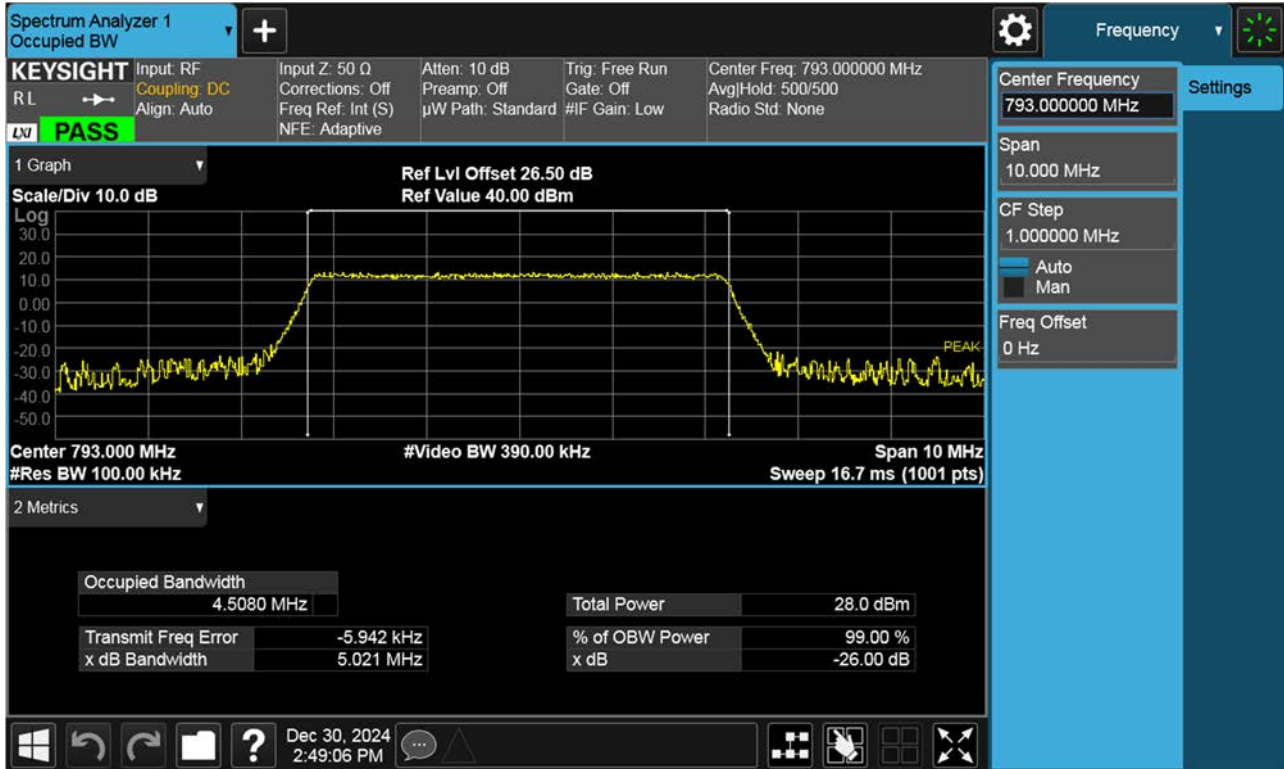 Spectrum Analyzer 1
Occupied BW
+
Frequency
KEYSIGHT
RL
LXI
PASS
Input: RF
Coupling: DC
Align: Auto
Input Z: 50 Ω
Corrections: Off
Freq Ref: Int (S)
NFE: Adaptive
Atten: 10 dB
Preamp: Off
µW Path: Standard
Trig: Free Run
Gate: Off
#IF Gain: Low
Center Freq: 793.000000 MHz
Avg|Hold: 500/500
Radio Std: None
Center Frequency
793.000000 MHz
Settings
Span
10.000 MHz
CF Step
1.000000 MHz
Auto
Man
Freq Offset
0 Hz
1 Graph
Scale/Div 10.0 dB
Ref Lvl Offset 26.50 dB
Ref Value 40.00 dBm
Log
30.0
20.0
10.0
0.00
-10.0
-20.0
-30.0
-40.0
-50.0
PEAK
Center 793.000 MHz
#Video BW 390.00 kHz
Span 10 MHz
#Res BW 100.00 kHz
Sweep 16.7 ms (1001 pts)
2 Metrics
Occupied Bandwidth
4.5080 MHz
Total Power 28.0 dBm
Transmit Freq Error -5.942 kHz
% of OBW Power 99.00 %
x dB Bandwidth 5.021 MHz
x dB -26.00 dB
?
Dec 30, 2024
2:49:06 PM